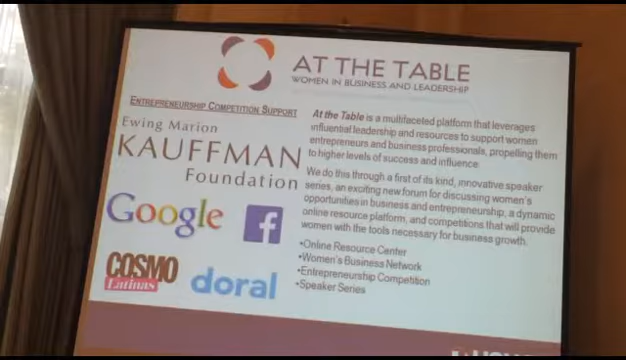 AT THE TABLE
WOMEN IN BUSINESS AND LEADERSHIP
ENTREPRENEURSHIP COMPETITION SUPPORT
Ewing Marion
KAUFFMAN
Foundation
Google
f
COSMO
Latinas
doral
At the Table is a multifaceted platform that leverages
influential leadership and resources to support women
entrepreneurs and business professionals, propelling them
to higher levels of success and influence.
We do this through a first of its kind, innovative speaker
series, an exciting new forum for discussing women's
opportunities in business and entrepreneurship, a dynamic
online resource platform, and competitions that will provide
women with the tools necessary for business growth.
•Online Resource Center
•Women's Business Network
•Entrepreneurship Competition
•Speaker Series